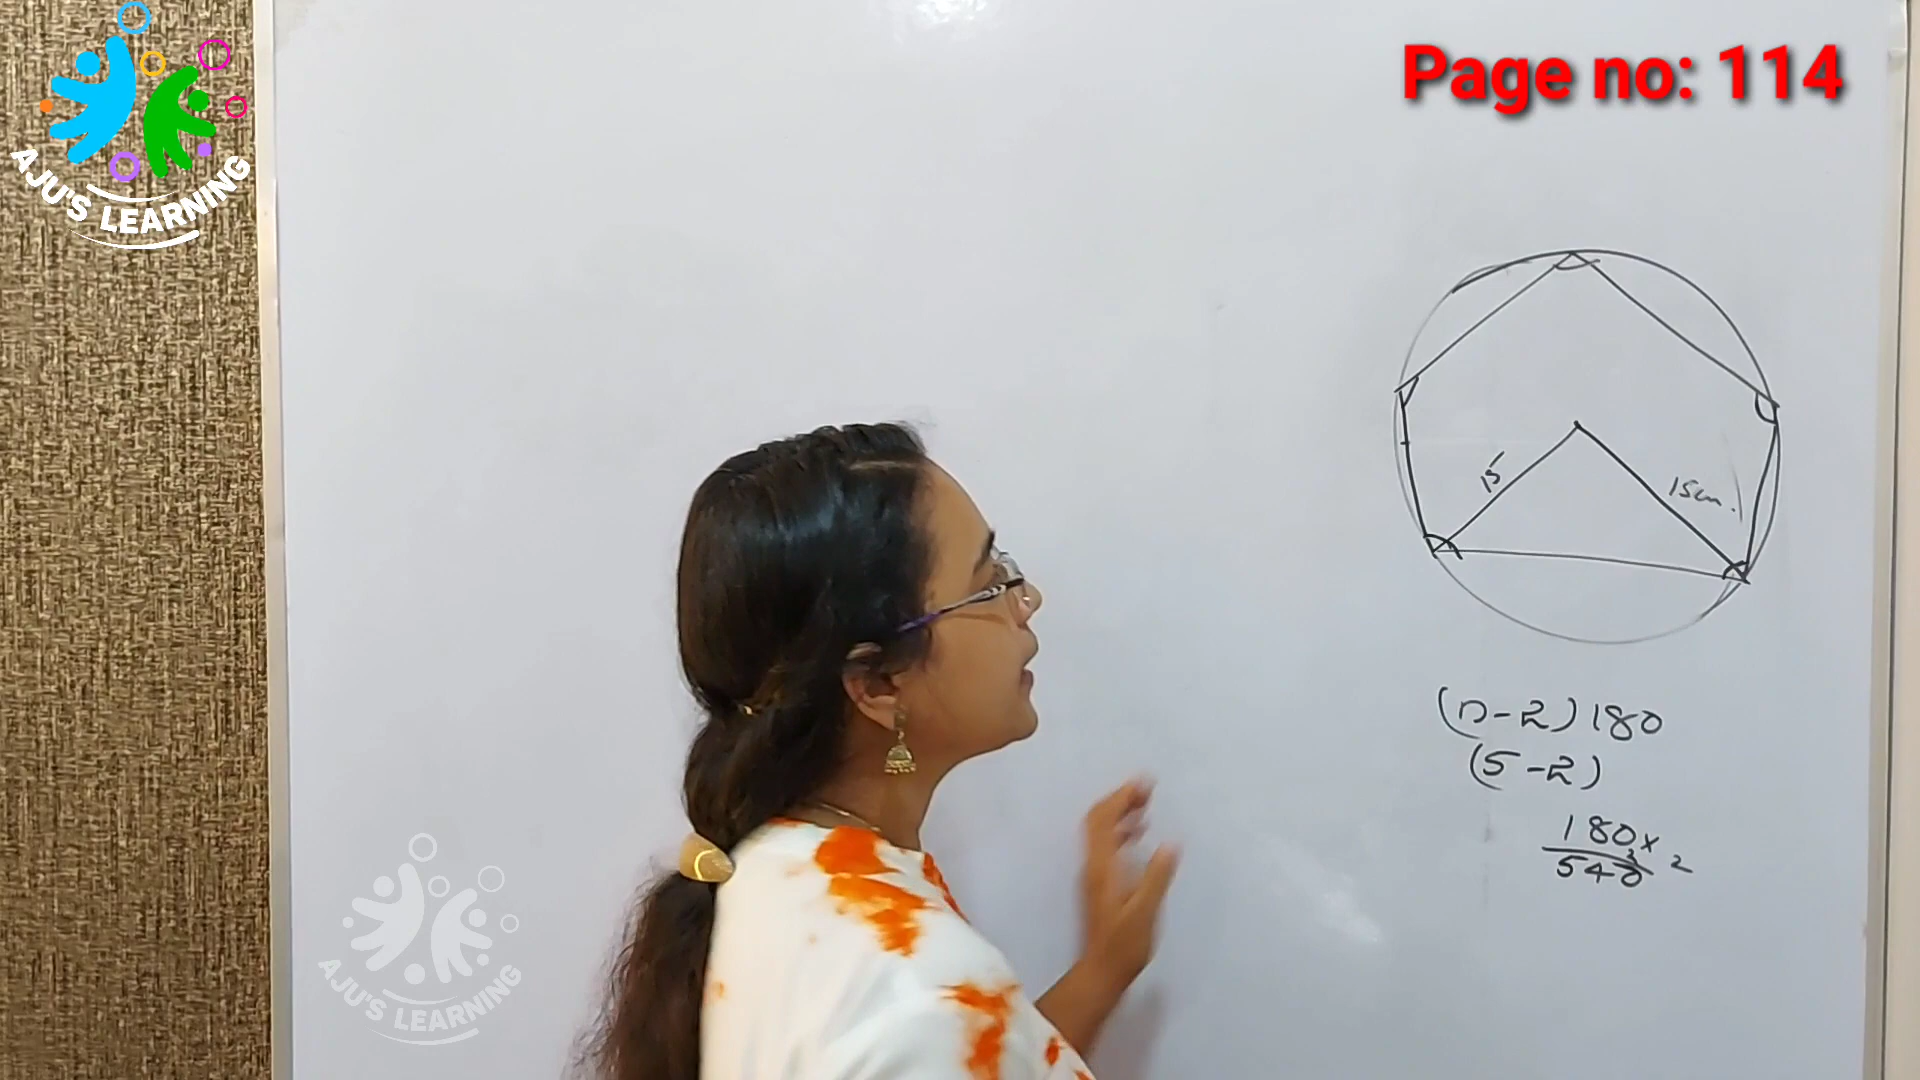 AJU'S LEARNING
Page no: 114
15
15cm.
(n-2) 180
(5-2)
180 x
540
AJU'S LEARNING